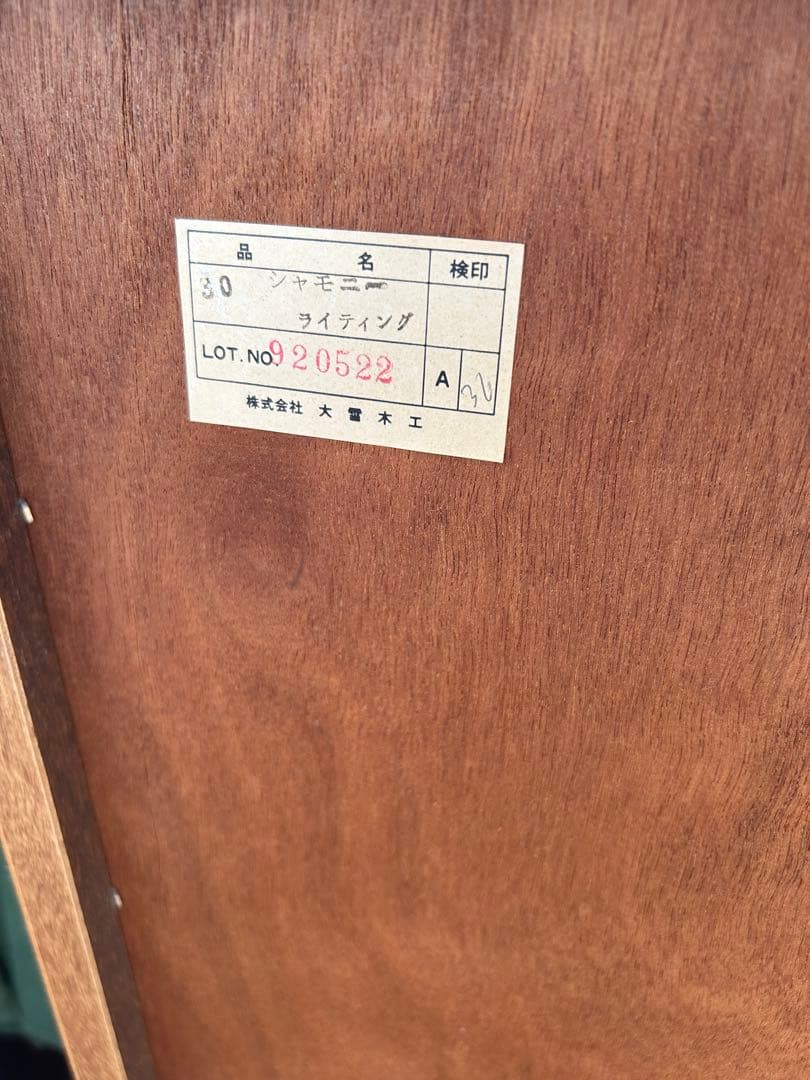 品名 検印
30 シャモニー
ライティング
LOT. NO. 920522 A
株式会社 大雪木工